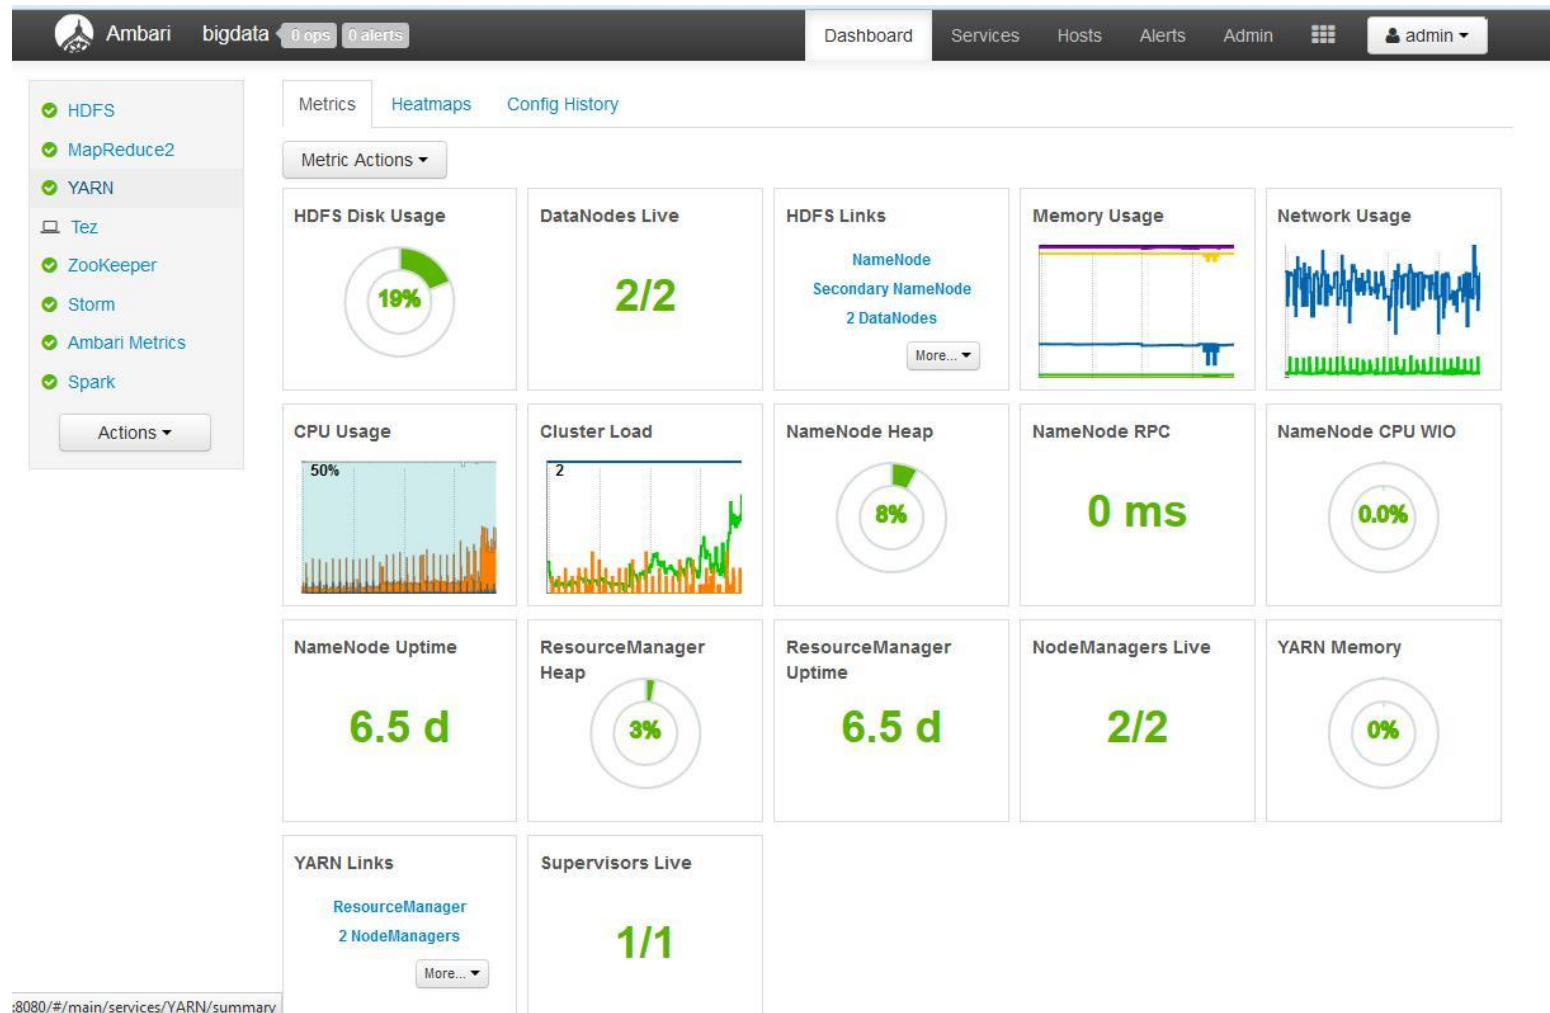 Ambari bigdata 0 ops 0 alerts Dashboard Services Hosts Alerts Admin admin
HDFS
MapReduce2
YARN
Tez
ZooKeeper
Storm
Ambari Metrics
Spark
Actions
Metrics Heatmaps Config History
Metric Actions
HDFS Disk Usage
19%
DataNodes Live
2/2
HDFS Links
NameNode
Secondary NameNode
2 DataNodes
More...
Memory Usage
Network Usage
CPU Usage
50%
Cluster Load
2
NameNode Heap
8%
NameNode RPC
0 ms
NameNode CPU WIO
0.0%
NameNode Uptime
6.5 d
ResourceManager
Heap
3%
ResourceManager
Uptime
6.5 d
NodeManagers Live
2/2
YARN Memory
0%
YARN Links
ResourceManager
2 NodeManagers
More...
Supervisors Live
1/1
:8080/#/main/services/YARN/summary